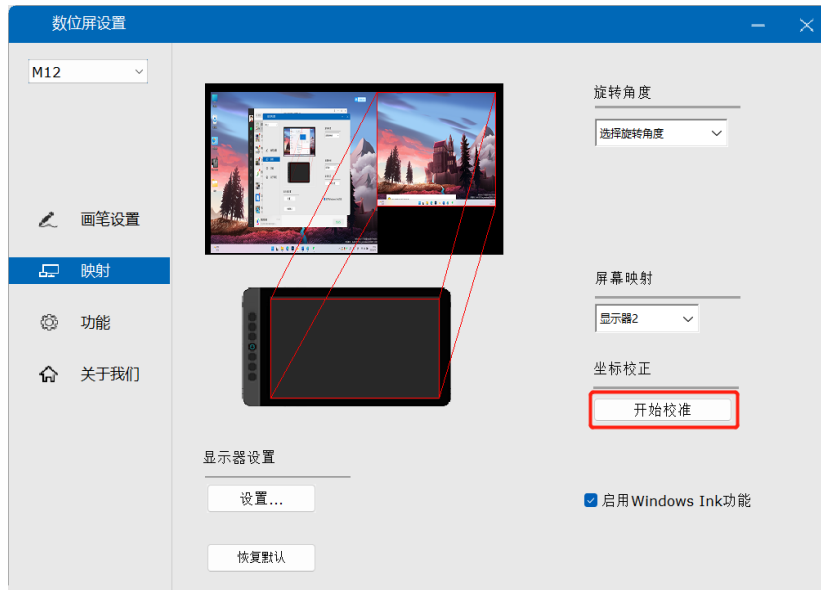 数位屏设置
M12
画笔设置
映射
功能
关于我们
旋转角度
选择旋转角度
屏幕映射
显示器2
坐标校正
开始校准
显示器设置
设置...
恢复默认
启用Windows Ink功能